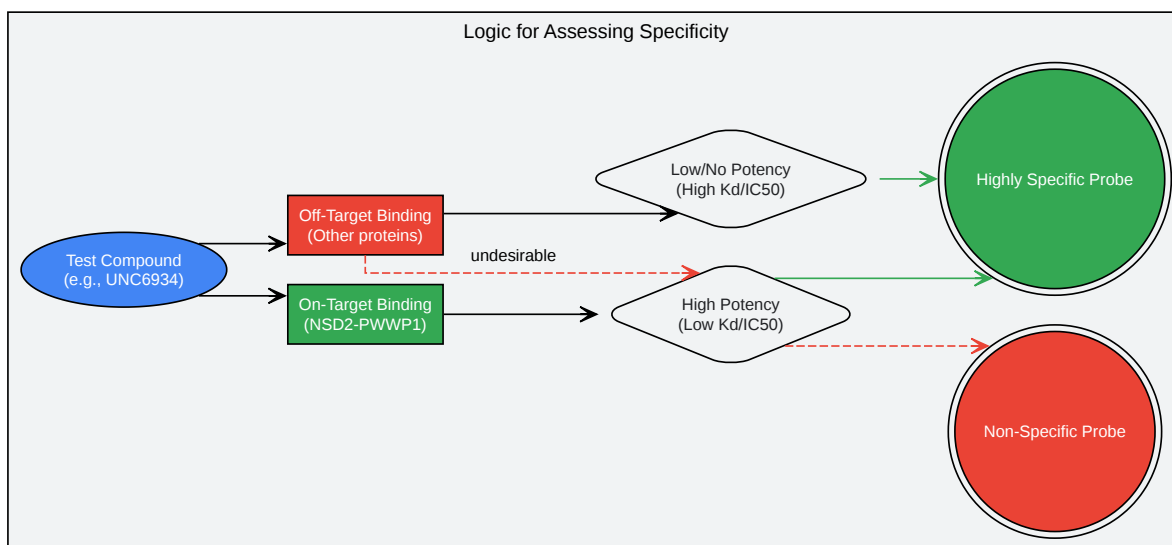 Logic for Assessing Specificity
Test Compound
(e.g., UNC6934)
Off-Target Binding
(Other proteins)
On-Target Binding
(NSD2-PWWP1)
undesirable
Low/No Potency
(High Kd/IC50)
High Potency
(Low Kd/IC50)
Highly Specific Probe
Non-Specific Probe